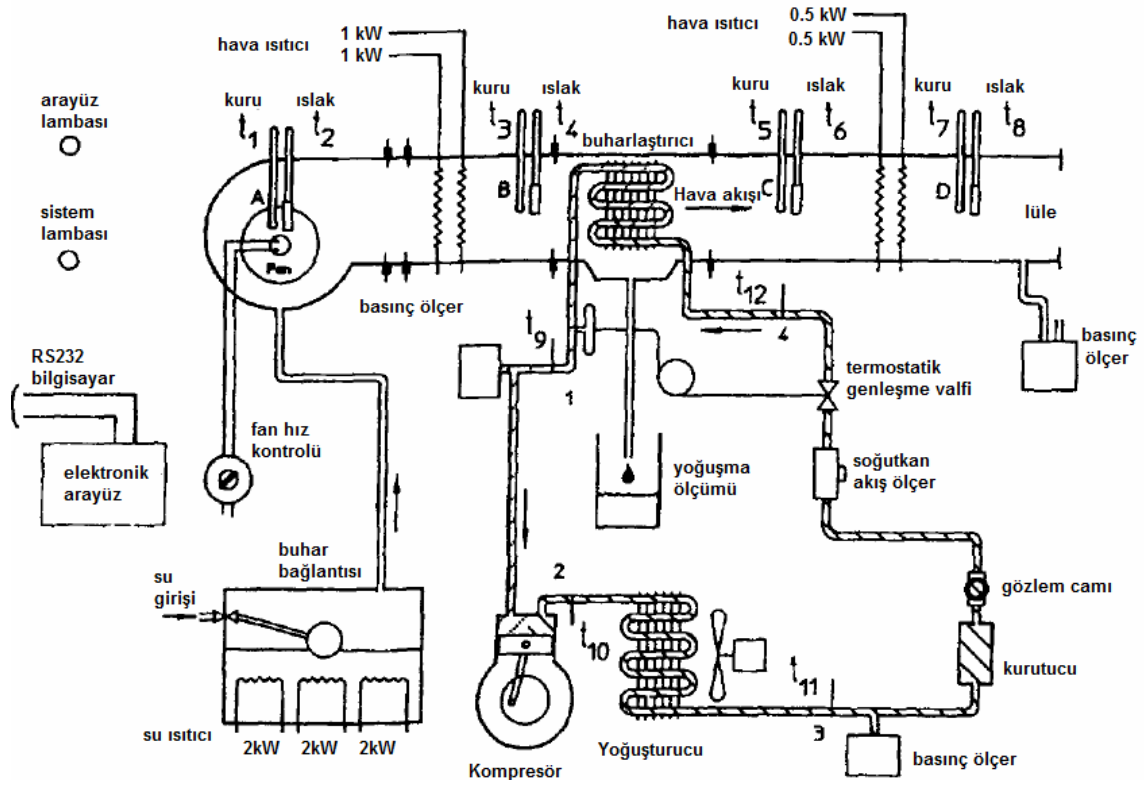 hava ısıtıcı
1 kW
1 kW
0.5 kW
0.5 kW
hava ısıtıcı
arayüz
lambası
kuru
ıslak
t1
t2
kuru
ıslak
t3
t4
buharlaştırıcı
kuru
ıslak
t5
t6
kuru
ıslak
t7
t8
A
B
Hava akışı
C
D
lüle
sistem
lambası
Fan
basınç ölçer
t12
4
t9
1
basınç
ölçer
RS232
bilgisayar
termostatik
genleşme valfi
fan hız
kontrolü
elektronik
arayüz
yoğuşma
ölçümü
soğutkan
akış ölçer
buhar
bağlantısı
su
girişi
2
gözlem camı
t10
kurutucu
t11
su ısıtıcı
2kW
2kW
2kW
Yoğuşturucu
3
Kompresör
basınç ölçer